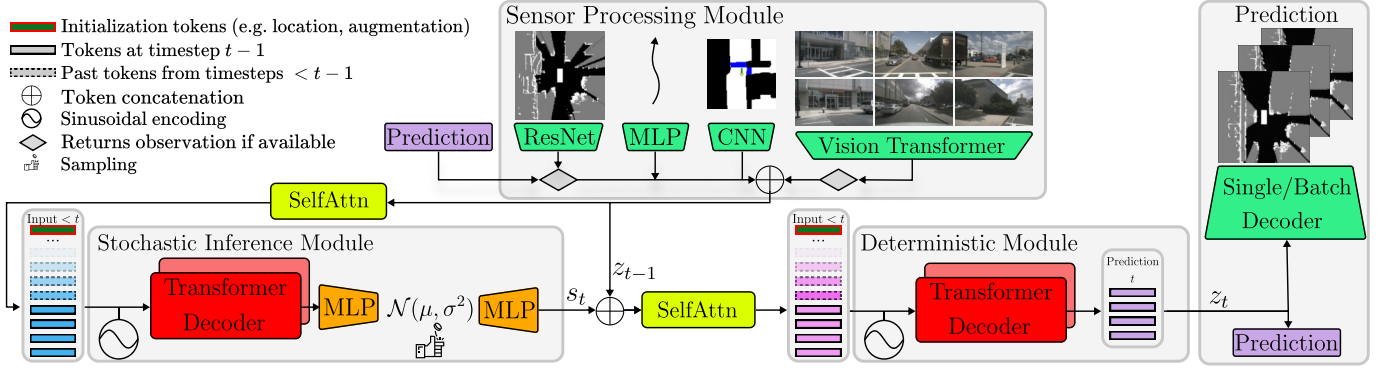 Initialization tokens (e.g. location, augmentation)
Tokens at timestep t − 1
Past tokens from timesteps < t − 1
Token concatenation
Sinusoidal encoding
Returns observation if available
Sampling
Sensor Processing Module
Prediction
ResNet
MLP
CNN
Vision Transformer
SelfAttn
Input < t
...
Stochastic Inference Module
Transformer
Decoder
MLP
𝒩(μ, σ²)
MLP
s_t
z_{t−1}
SelfAttn
Input < t
...
Deterministic Module
Transformer
Decoder
Prediction
t
z_t
Prediction
Single/Batch
Decoder
Prediction